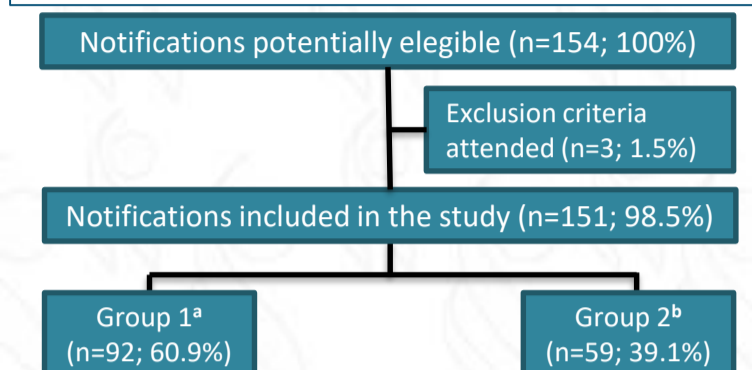 Notifications potentially elegible (n=154; 100%)
Exclusion criteria
attended (n=3; 1.5%)
Notifications included in the study (n=151; 98.5%)
Group 1ᵃ
(n=92; 60.9%)
Group 2ᵇ
(n=59; 39.1%)